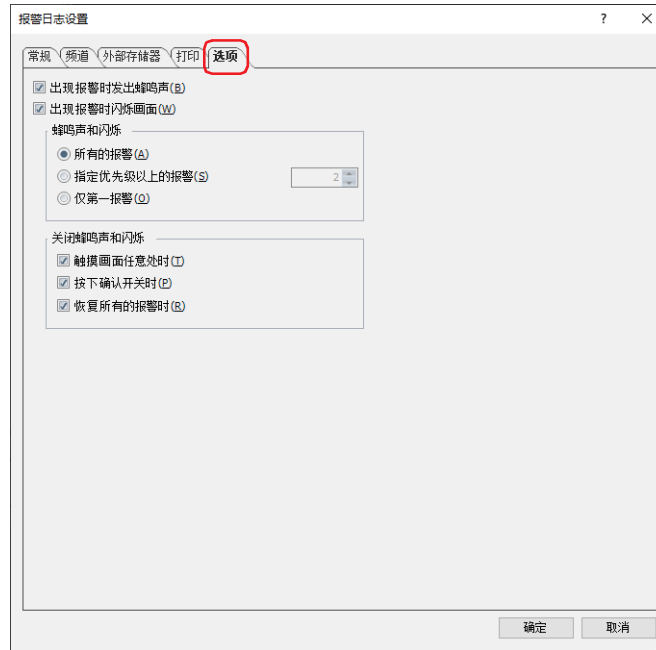 报警日志设置 ? ×
常规 频道 外部存储器 打印 选项
出现报警时发出蜂鸣声(B)
出现报警时闪烁画面(W)
蜂鸣声和闪烁
所有的报警(A)
指定优先级以上的报警(S) 2
仅第一报警(O)
关闭蜂鸣声和闪烁
触摸画面任意处时(T)
按下确认开关时(P)
恢复所有的报警时(R)
确定 取消